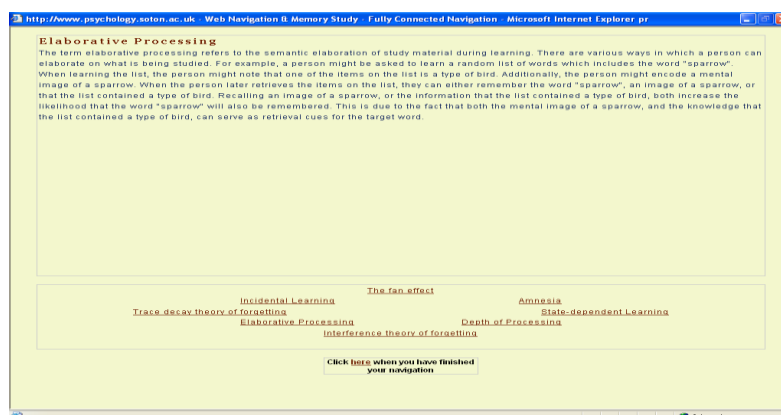 http://www.psychology.soton.ac.uk - Web Navigation & Memory Study - Fully Connected Navigation - Microsoft Internet Explorer pr
Elaborative Processing
The term elaborative processing refers to the semantic elaboration of study material during learning. There are various ways in which a person can
elaborate on what is being studied. For example, a person might be asked to learn a random list of words which includes the word "sparrow".
When learning the list, the person might note that one of the items on the list is a type of bird. Additionally, the person might encode a mental
image of a sparrow. When the person later retrieves the items on the list, they can either remember the word "sparrow", an image of a sparrow, or
that the list contained a type of bird. Recalling an image of a sparrow, or the information that the list contained a type of bird, both increase the
likelihood that the word "sparrow" will also be remembered. This is due to the fact that both the mental image of a sparrow, and the knowledge that
the list contained a type of bird, can serve as retrieval cues for the target word.
The fan effect
Incidental Learning Amnesia
Trace decay theory of forgetting State-dependent Learning
Elaborative Processing Depth of Processing
Interference theory of forgetting
Click here when you have finished
your navigation